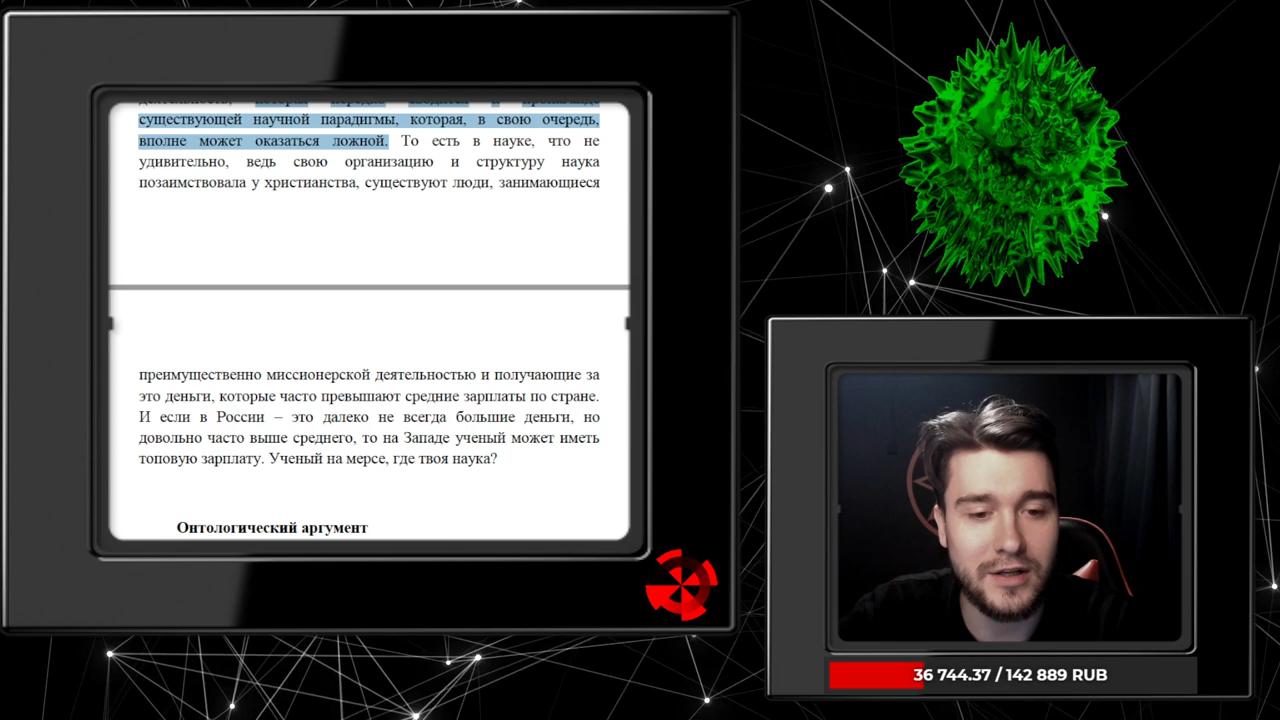 существующей научной парадигмы, которая, в свою очередь,
вполне может оказаться ложной. То есть в науке, что не
удивительно, ведь свою организацию и структуру наука
позаимствовала у христианства, существуют люди, занимающиеся
преимущественно миссионерской деятельностью и получающие за
это деньги, которые часто превышают средние зарплаты по стране.
И если в России – это далеко не всегда большие деньги, но
довольно часто выше среднего, то на Западе ученый может иметь
топовую зарплату. Ученый на мерсе, где твоя наука?
Онтологический аргумент
36 744.37 / 142 889 RUB